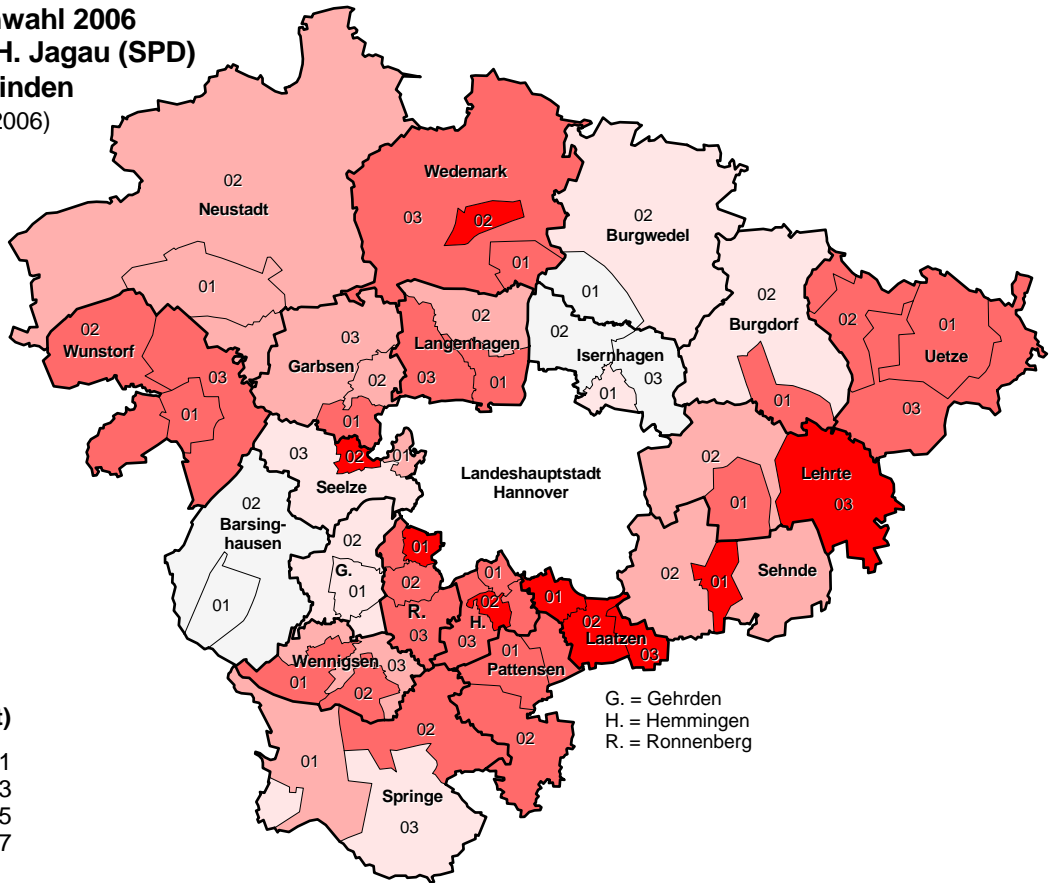 nwahl 2006
H. Jagau (SPD)
inden
2006)
02
Neustadt
01
Wedemark
03
02
01
02
Burgwedel
01
02
Wunstorf
03
01
03
Garbsen
02
01
02
Langenhagen
03
01
02
Isernhagen
03
01
02
Burgdorf
01
02
01
Uetze
03
03
02
01
Seelze
Landeshauptstadt
Hannover
02
01
Lehrte
03
02
Barsing-
hausen
01
02
G.
01
01
02
R.
03
01
02
H.
03
01
02
Laatzen
03
02
01
Sehnde
Wennigsen
03
01
02
01
Pattensen
02
G. = Gehrden
H. = Hemmingen
R. = Ronnenberg
01
02
Springe
03
t)
1
3
5
7